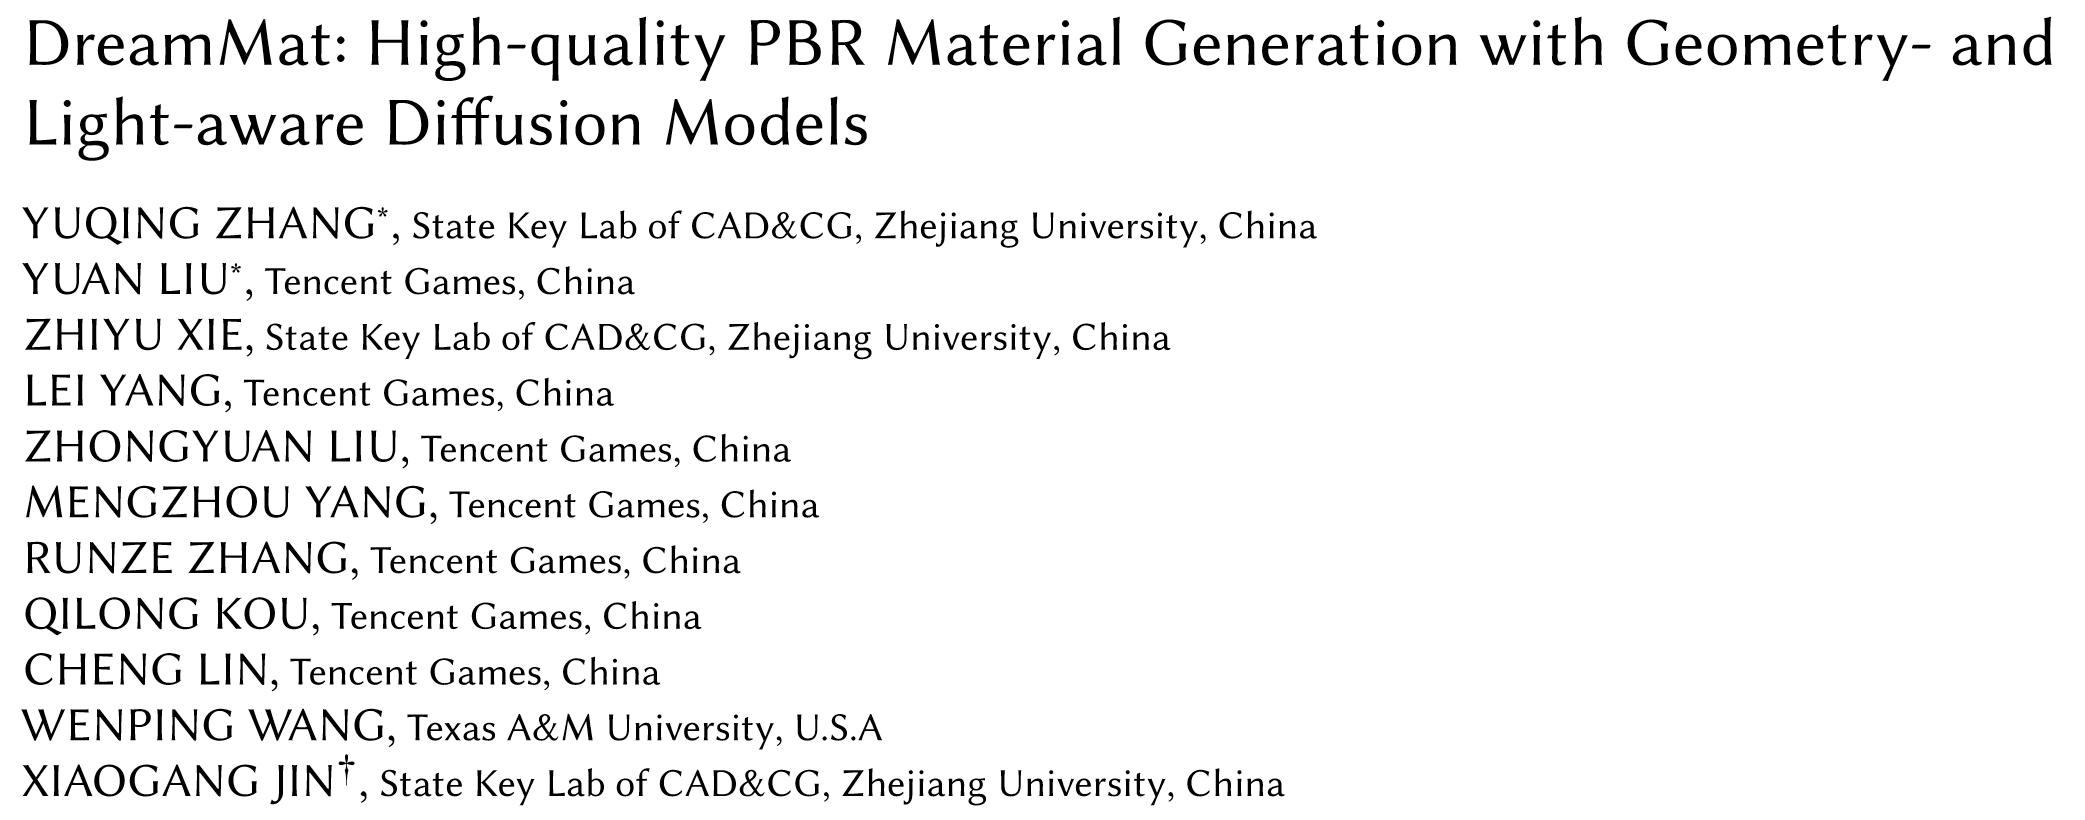 DreamMat: High-quality PBR Material Generation with Geometry- and
Light-aware Diffusion Models
YUQING ZHANG*, State Key Lab of CAD&CG, Zhejiang University, China
YUAN LIU*, Tencent Games, China
ZHIYU XIE, State Key Lab of CAD&CG, Zhejiang University, China
LEI YANG, Tencent Games, China
ZHONGYUAN LIU, Tencent Games, China
MENGZHOU YANG, Tencent Games, China
RUNZE ZHANG, Tencent Games, China
QILONG KOU, Tencent Games, China
CHENG LIN, Tencent Games, China
WENPING WANG, Texas A&M University, U.S.A
XIAOGANG JIN†, State Key Lab of CAD&CG, Zhejiang University, China